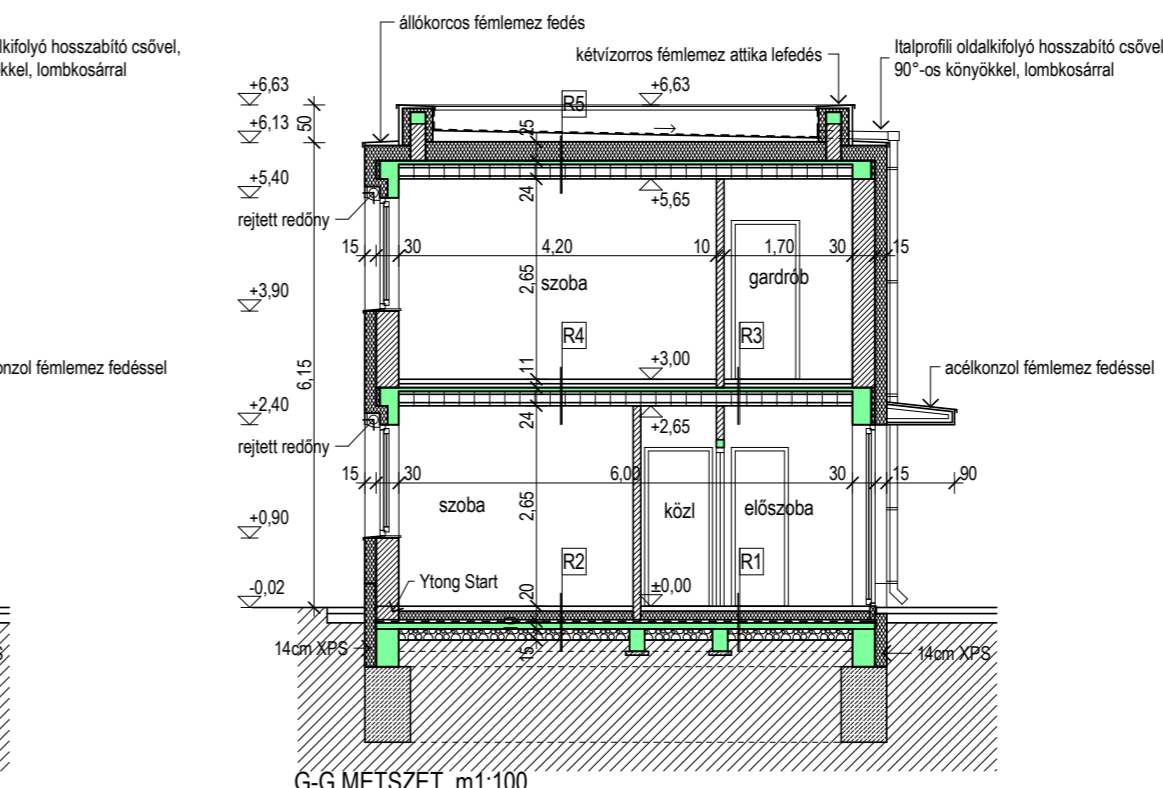 állókorcos fémlemez fedés
lkifolyó hosszabító csővel,
kkel, lombkosárral
kétvízorros fémlemez attika lefedés
Italprofili oldalkifolyó hosszabító csővel
90°-os könyökkel, lombkosárral
+6,63
R5
+6,63
+6,13
50
25
+5,40
24
+5,65
rejtett redőny
15
30
4,20
10
1,70
30
15
2,65
szoba
gardrób
+3,90
R4
R3
6,15
11
+3,00
onzol fémlemez fedéssel
acélkonzol fémlemez fedéssel
+2,40
24
+2,65
rejtett redőny
15
30
6,00
30
15
90
szoba
2,65
közl
előszoba
+0,90
R2
R1
-0,02
Ytong Start
20
±0,00
10
14cm XPS
15
14cm XPS
G-G METSZET m1:100